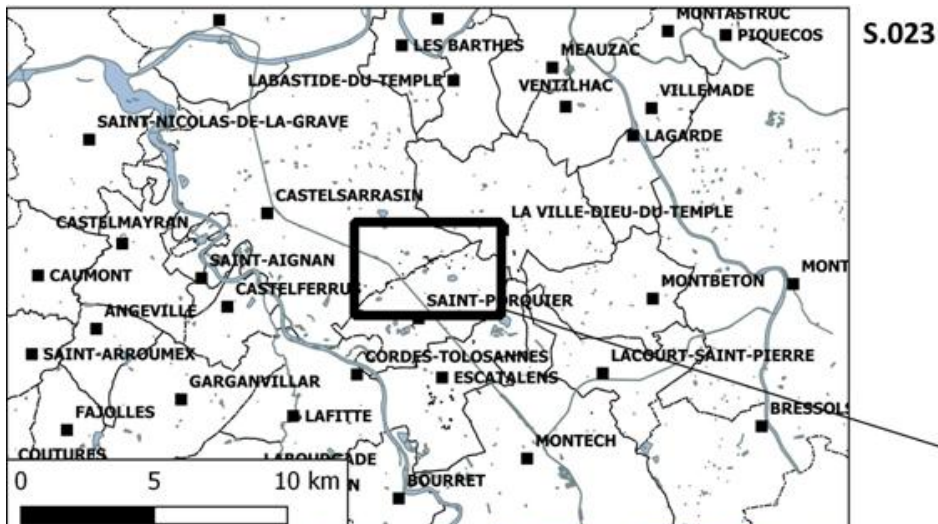 MONTASTRUC
S.023
PIQUECOS
LES BARTHES
MEAUZAC
LABASTIDE-DU-TEMPLE
VENTILHAC
VILLEMADE
SAINT-NICOLAS-DE-LA-GRAVE
LAGARDE
CASTELSARRASIN
LA VILLE-DIEU-DU-TEMPLE
CASTELMAYRAN
SAINT-AIGNAN
CAUMONT
MONTBETON
MONT
CASTELFERRUS
SAINT-PORQUIER
ANGEVILLE
SAINT-ARROUMEX
CORDES-TOLOSANNES
LACOURT-SAINT-PIERRE
GARGANVILLAR
ESCATALENS
FAJOLLES
LAFITTE
BRESSOLS
MONTECH
COUTURES
LABOURGADE
BOURRET
0 5 10 km
N